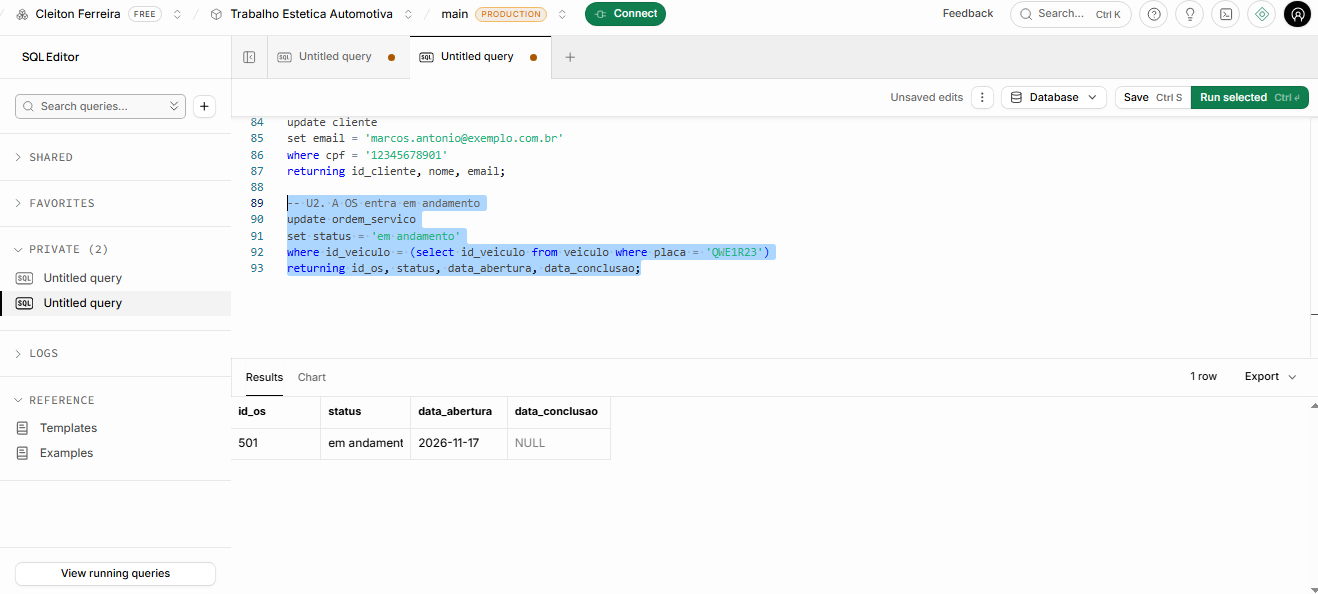 Cleiton Ferreira FREE Trabalho Estetica Automotiva main PRODUCTION Connect Feedback Search... Ctrl K
SQL Editor
SQL Untitled query SQL Untitled query
Search queries...
Unsaved edits Database Save Ctrl S Run selected Ctrl ↵
SHARED
FAVORITES
PRIVATE (2)
SQL Untitled query
SQL Untitled query
LOGS
REFERENCE
Templates
Examples
View running queries
84 update cliente
85 set email = 'marcos.antonio@exemplo.com.br'
86 where cpf = '12345678901'
87 returning id_cliente, nome, email;
88
89 -- U2. A OS entra em andamento
90 update ordem_servico
91 set status = 'em andamento'
92 where id_veiculo = (select id_veiculo from veiculo where placa = 'QWE1R23')
93 returning id_os, status, data_abertura, data_conclusao;
Results Chart 1 row Export
id_os status data_abertura data_conclusao
501 em andament 2026-11-17 NULL